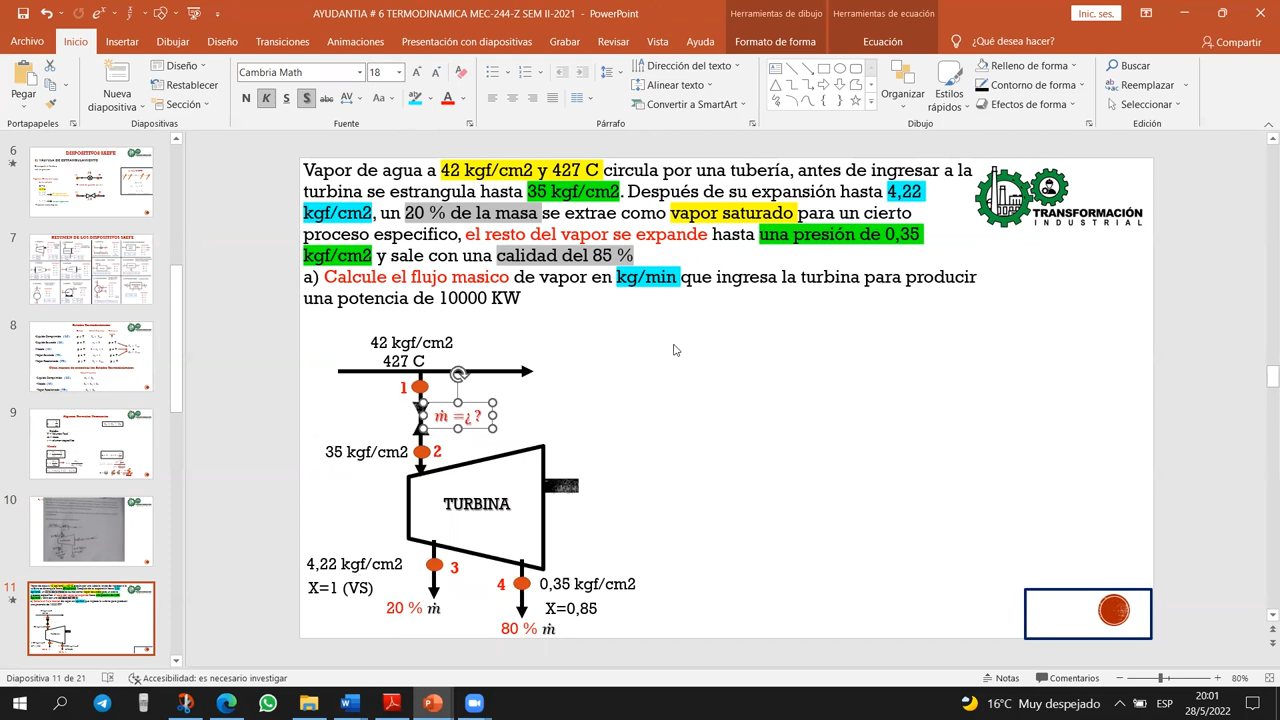 AYUDANTIA # 6 TERMODINAMICA MEC-244-Z SEM II-2021 - PowerPoint
Herramientas de dibujo
Herramientas de ecuación
Inic. ses.
Archivo
Inicio
Insertar
Dibujar
Diseño
Transiciones
Animaciones
Presentación con diapositivas
Grabar
Revisar
Vista
Ayuda
Formato de forma
Ecuación
¿Qué desea hacer?
Compartir
Pegar
Nueva
diapositiva
Diseño
Restablecer
Sección
Cambria Math
18
N K S S abc AV Aa A
Dirección del texto
Alinear texto
Convertir a SmartArt
Organizar
Estilos
rápidos
Relleno de forma
Contorno de forma
Efectos de forma
Buscar
Reemplazar
Seleccionar
Portapapeles
Diapositivas
Fuente
Párrafo
Dibujo
Edición
6
DISPOSITIVOS SAEFE
8
9
10
11
Vapor de agua a 42 kgf/cm2 y 427 C circula por una tubería, antes de ingresar a la
turbina se estrangula hasta 35 kgf/cm2. Después de su expansión hasta 4,22
kgf/cm2, un 20 % de la masa se extrae como vapor saturado para un cierto
proceso especifico, el resto del vapor se expande hasta una presión de 0,35
kgf/cm2 y sale con una calidad del 85 %
a) Calcule el flujo masico de vapor en kg/min que ingresa la turbina para producir
una potencia de 10000 KW
TRANSFORMACIÓN
INDUSTRIAL
42 kgf/cm2
427 C
1
ṁ =¿ ?
35 kgf/cm2
2
TURBINA
4,22 kgf/cm2
3
X=1 (VS)
20 % ṁ
4
0,35 kgf/cm2
X=0,85
80 % ṁ
Diapositiva 11 de 21
Accesibilidad: es necesario investigar
Notas
Comentarios
80%
16°C Muy despejado
ESP
20:01
28/5/2022